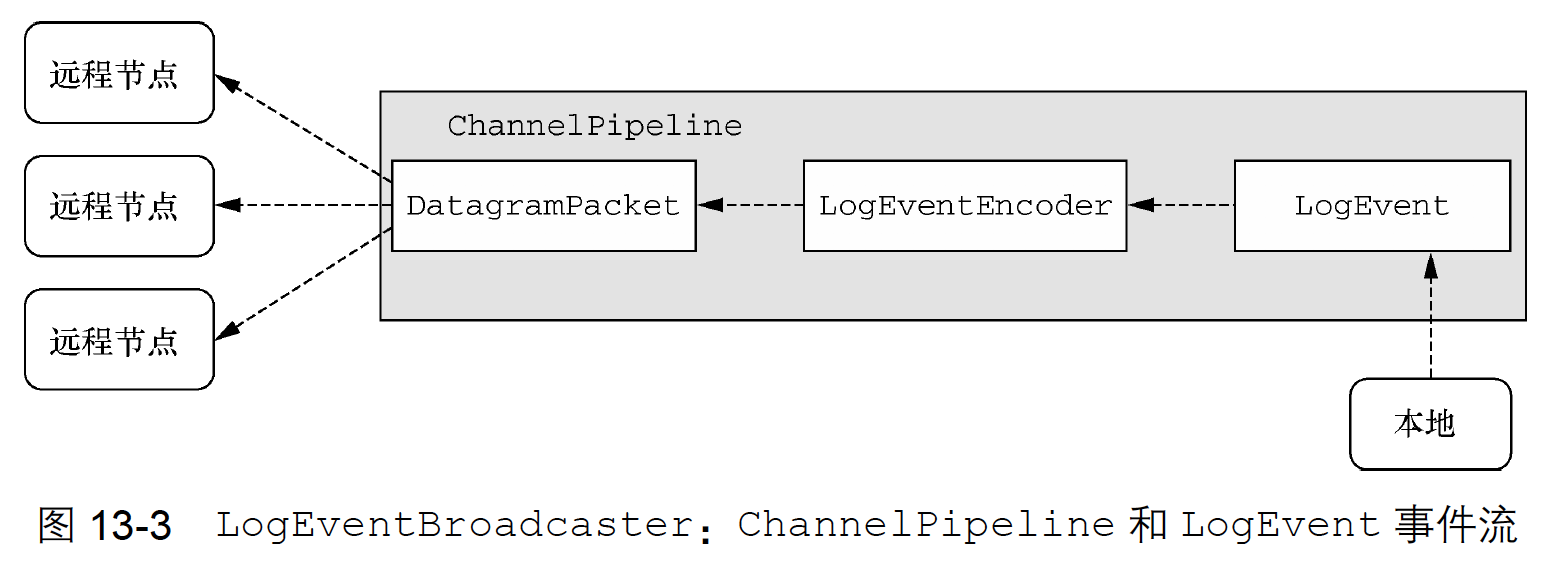 远程节点
ChannelPipeline
远程节点
DatagramPacket
LogEventEncoder
LogEvent
远程节点
本地
图 13-3 LogEventBroadcaster：ChannelPipeline 和 LogEvent 事件流